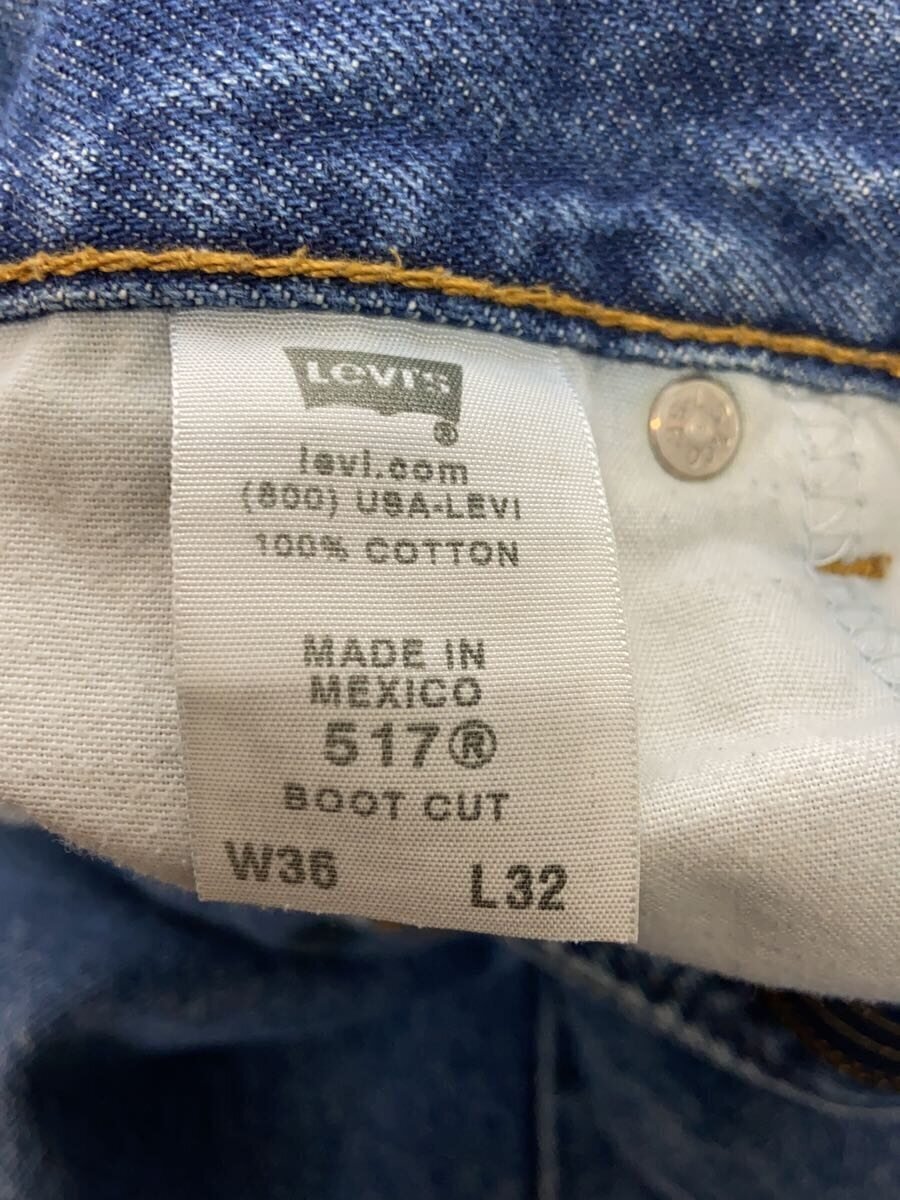 Levi's
®
levi.com
(800) USA-LEVI
100% COTTON
MADE IN
MEXICO
517®
BOOT CUT
W36 L32